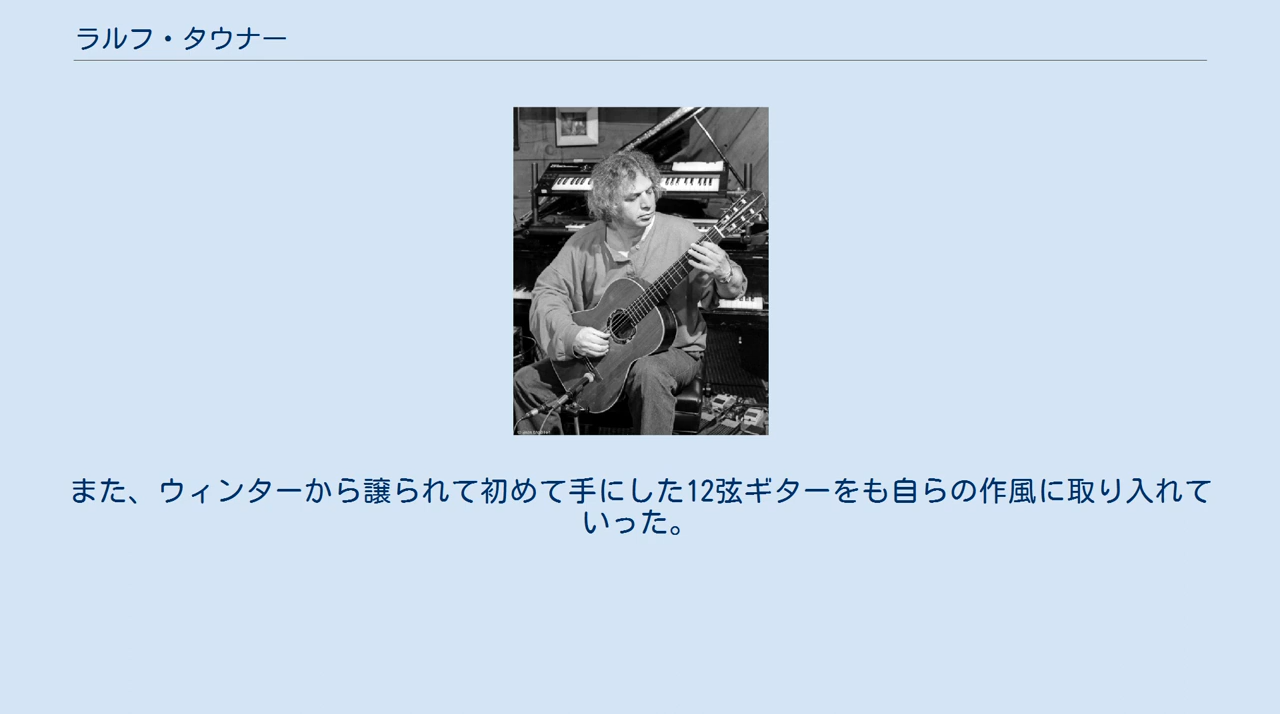 ラルフ・タウナー
また、ウィンターから譲られて初めて手にした12弦ギターをも自らの作風に取り入れて
いった。